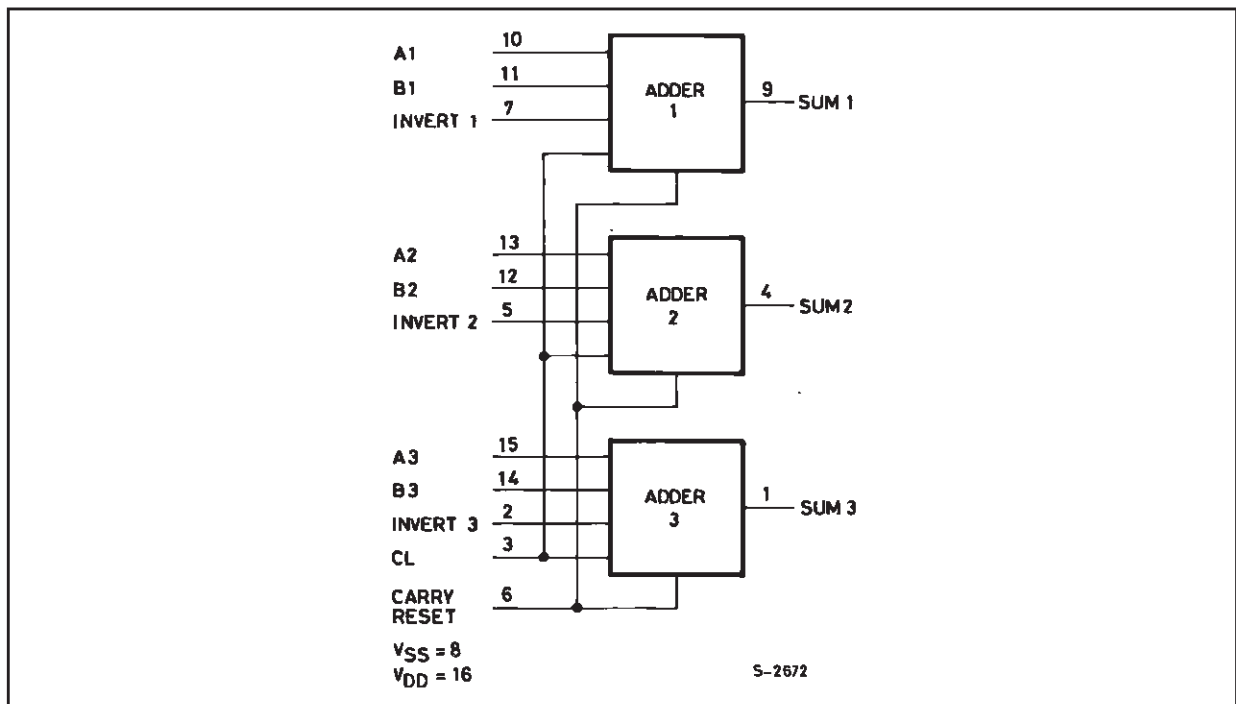 A1 10
B1 11
INVERT 1 7
ADDER
1
9 SUM 1
A2 13
B2 12
INVERT 2 5
ADDER
2
4 SUM 2
A3 15
B3 14
INVERT 3 2
CL 3
ADDER
3
1 SUM 3
CARRY
RESET 6
VSS = 8
VDD = 16
S-2672